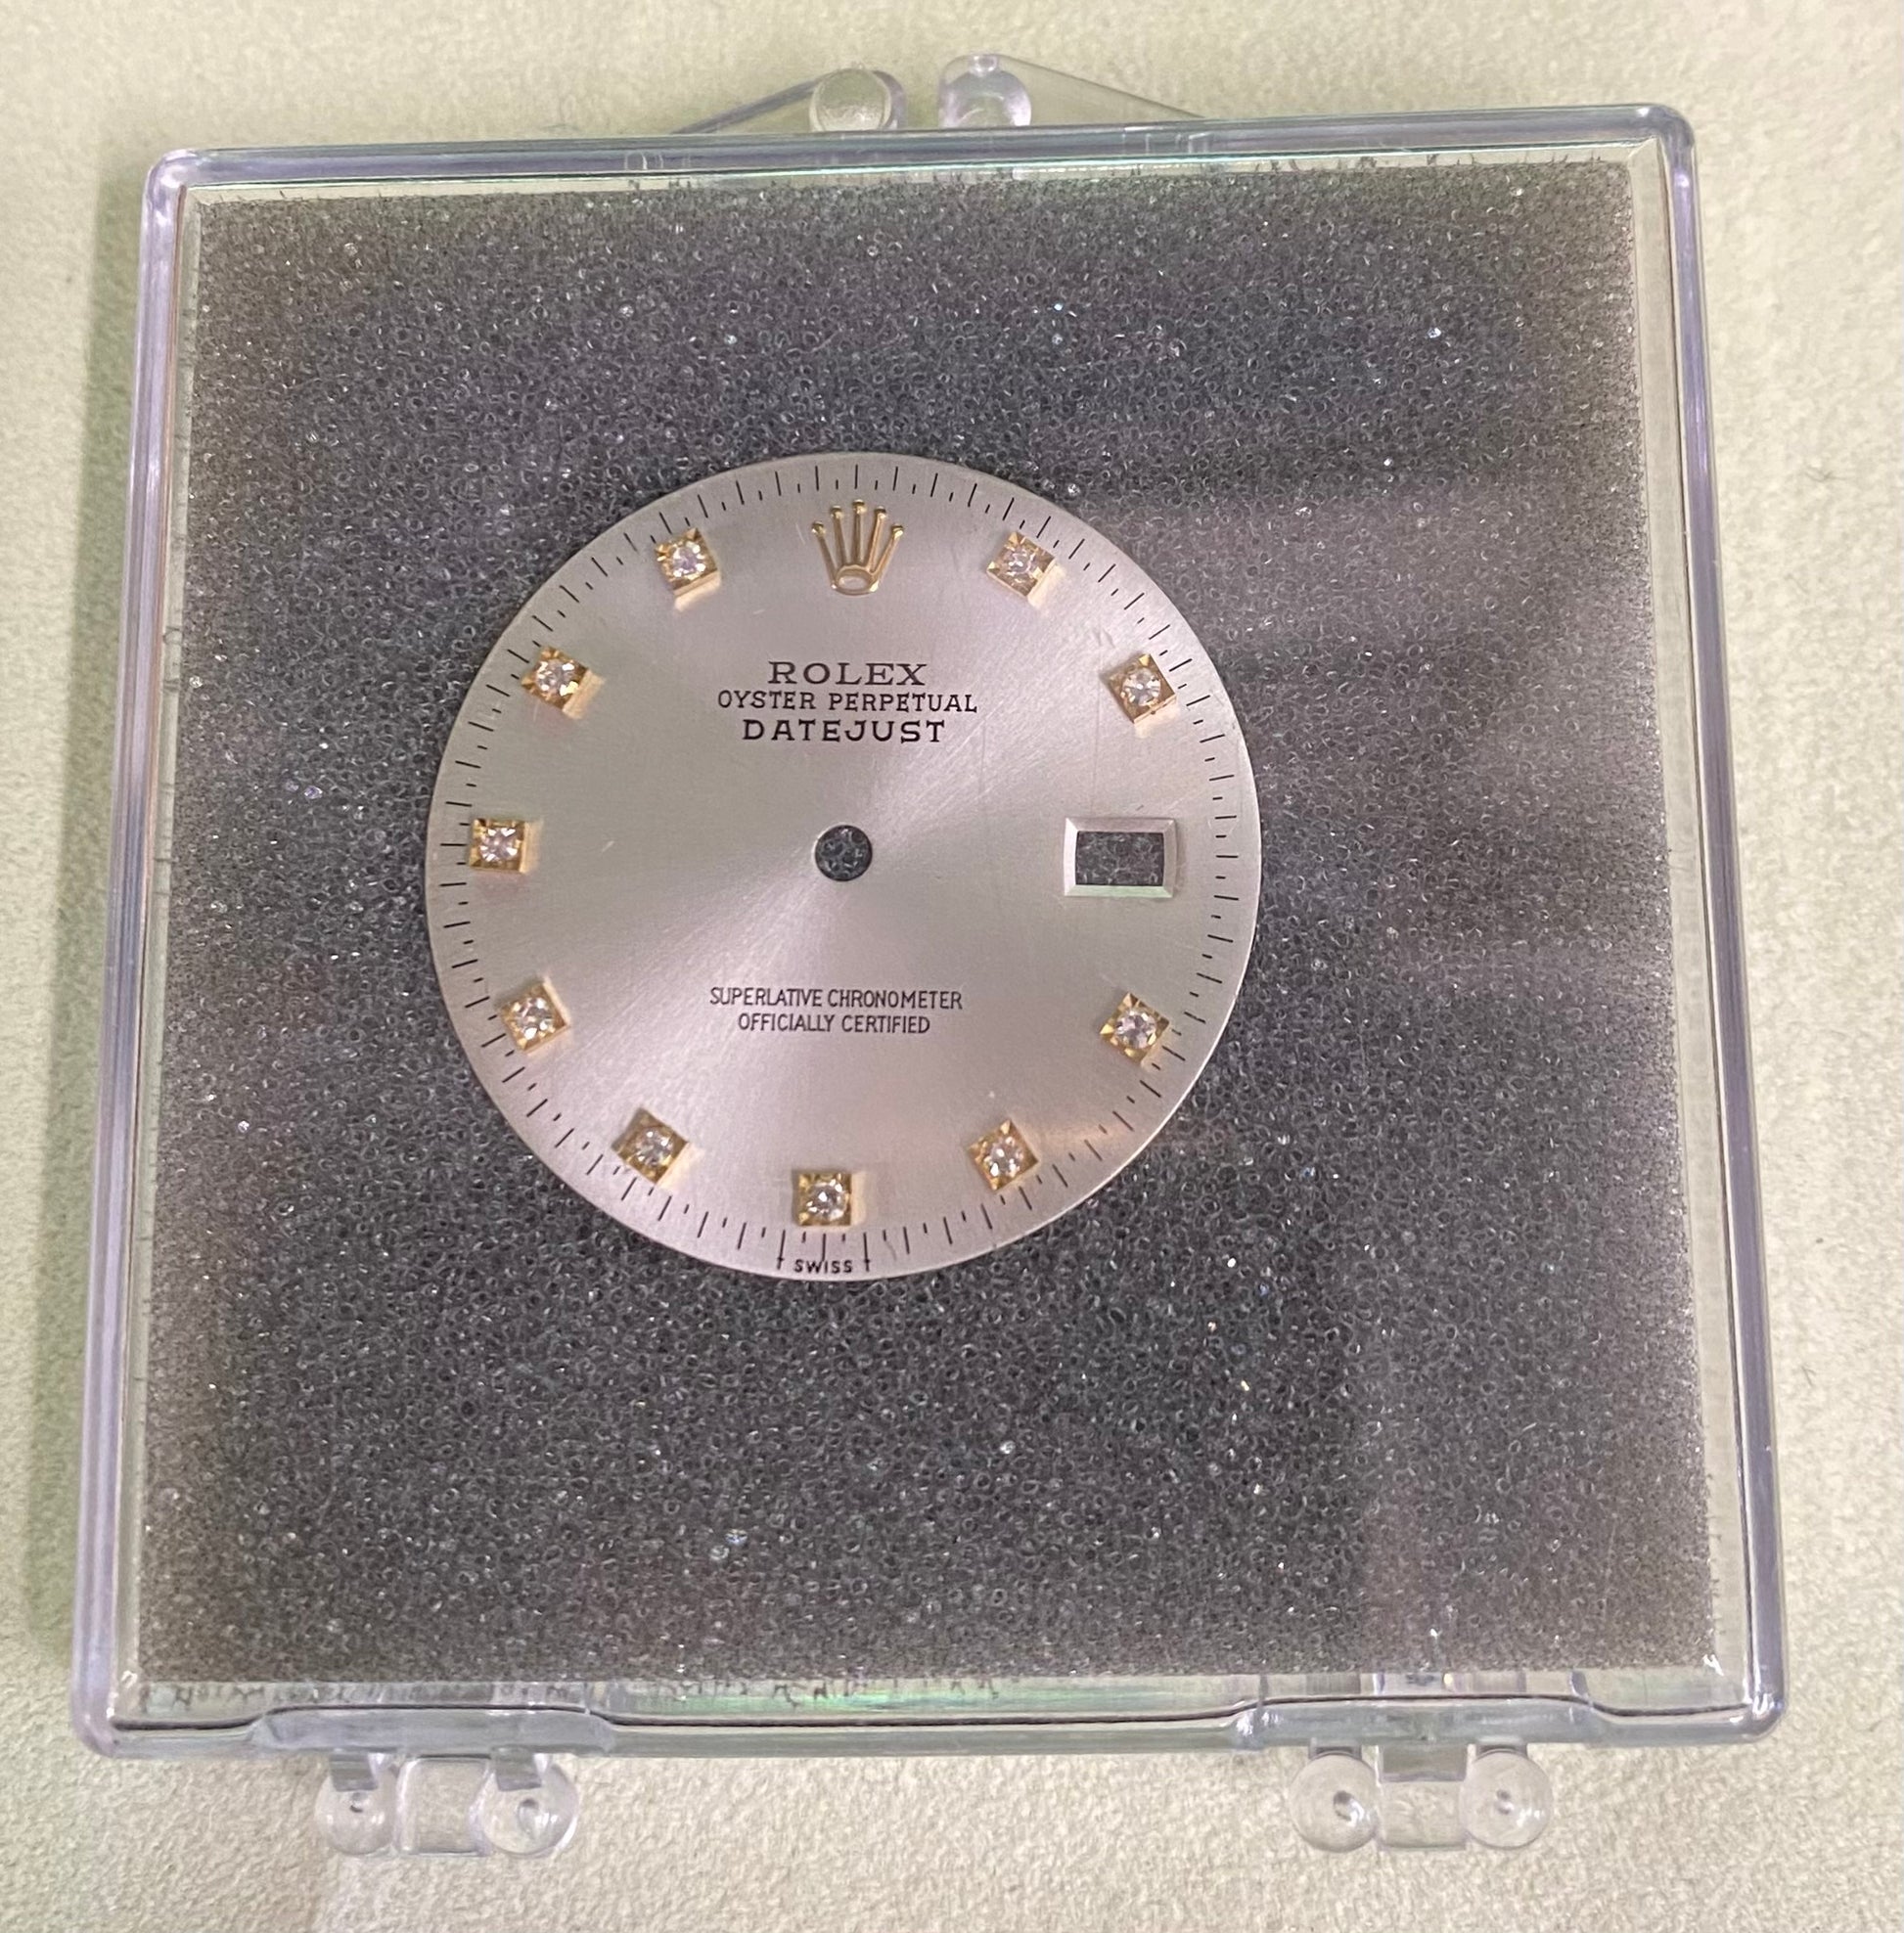 ROLEX
OYSTER PERPETUAL
DATEJUST
SUPERLATIVE CHRONOMETER
OFFICIALLY CERTIFIED
SWISS